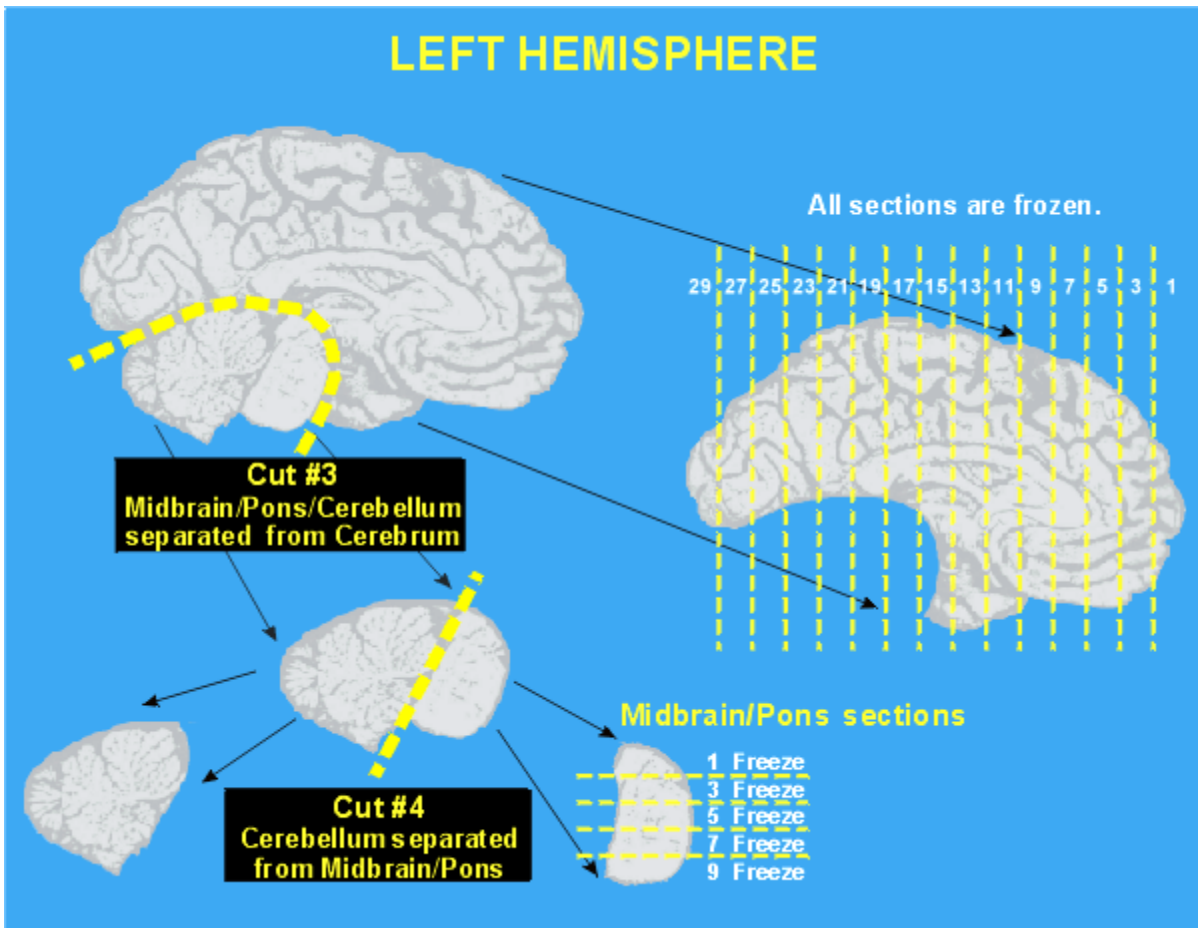 LEFT HEMISPHERE
All sections are frozen.
29 27 25 23 21 19 17 15 13 11 9 7 5 3 1
Cut #3
Midbrain/Pons/Cerebellum
separated from Cerebrum
Midbrain/Pons sections
1 Freeze
3 Freeze
5 Freeze
7 Freeze
9 Freeze
Cut #4
Cerebellum separated
from Midbrain/Pons